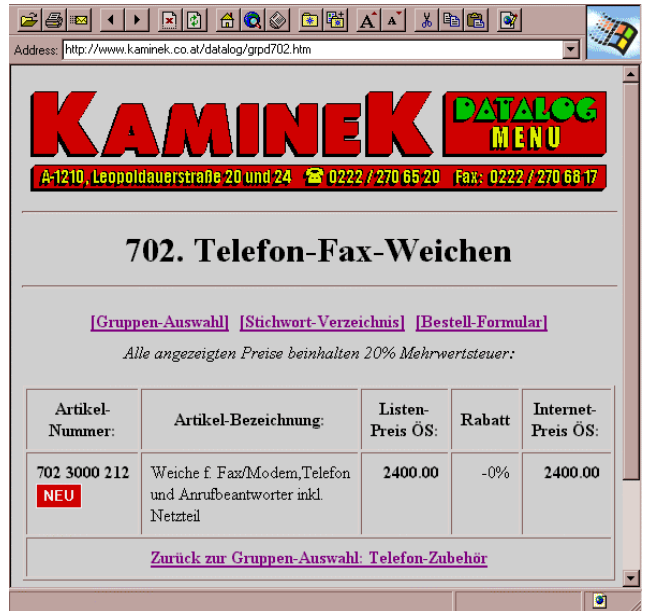 Address: http://www.kaminek.co.at/datalog/grpd702.htm
KAMINEK DATALOG
MENU
A-1210, Leopoldauerstraße 20 und 24 ☎ 0222 / 270 65 20 Fax: 0222 / 270 68 17
702. Telefon-Fax-Weichen
[Gruppen-Auswahl] [Stichwort-Verzeichnis] [Bestell-Formular]
Alle angezeigten Preise beinhalten 20% Mehrwertsteuer:
Artikel-Nummer: Artikel-Bezeichnung: Listen-Preis ÖS: Rabatt Internet-Preis ÖS:
702 3000 212 Weiche f. Fax/Modem,Telefon 2400.00 -0% 2400.00
NEU und Anrufbeantworter inkl.
Netzteil
Zurück zur Gruppen-Auswahl: Telefon-Zubehör